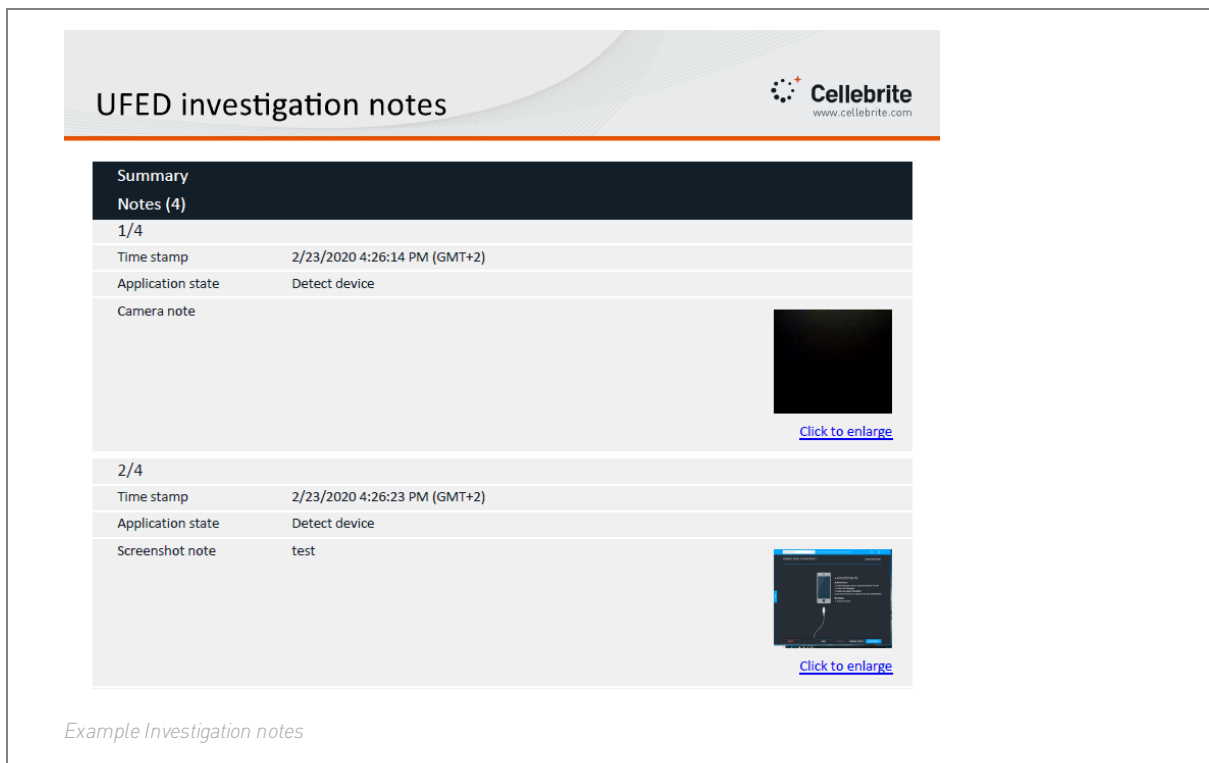 UFED investigation notes
Cellebrite
www.cellebrite.com
Summary
Notes (4)
1/4
Time stamp 2/23/2020 4:26:14 PM (GMT+2)
Application state Detect device
Camera note
Click to enlarge
2/4
Time stamp 2/23/2020 4:26:23 PM (GMT+2)
Application state Detect device
Screenshot note test
Click to enlarge
Example Investigation notes